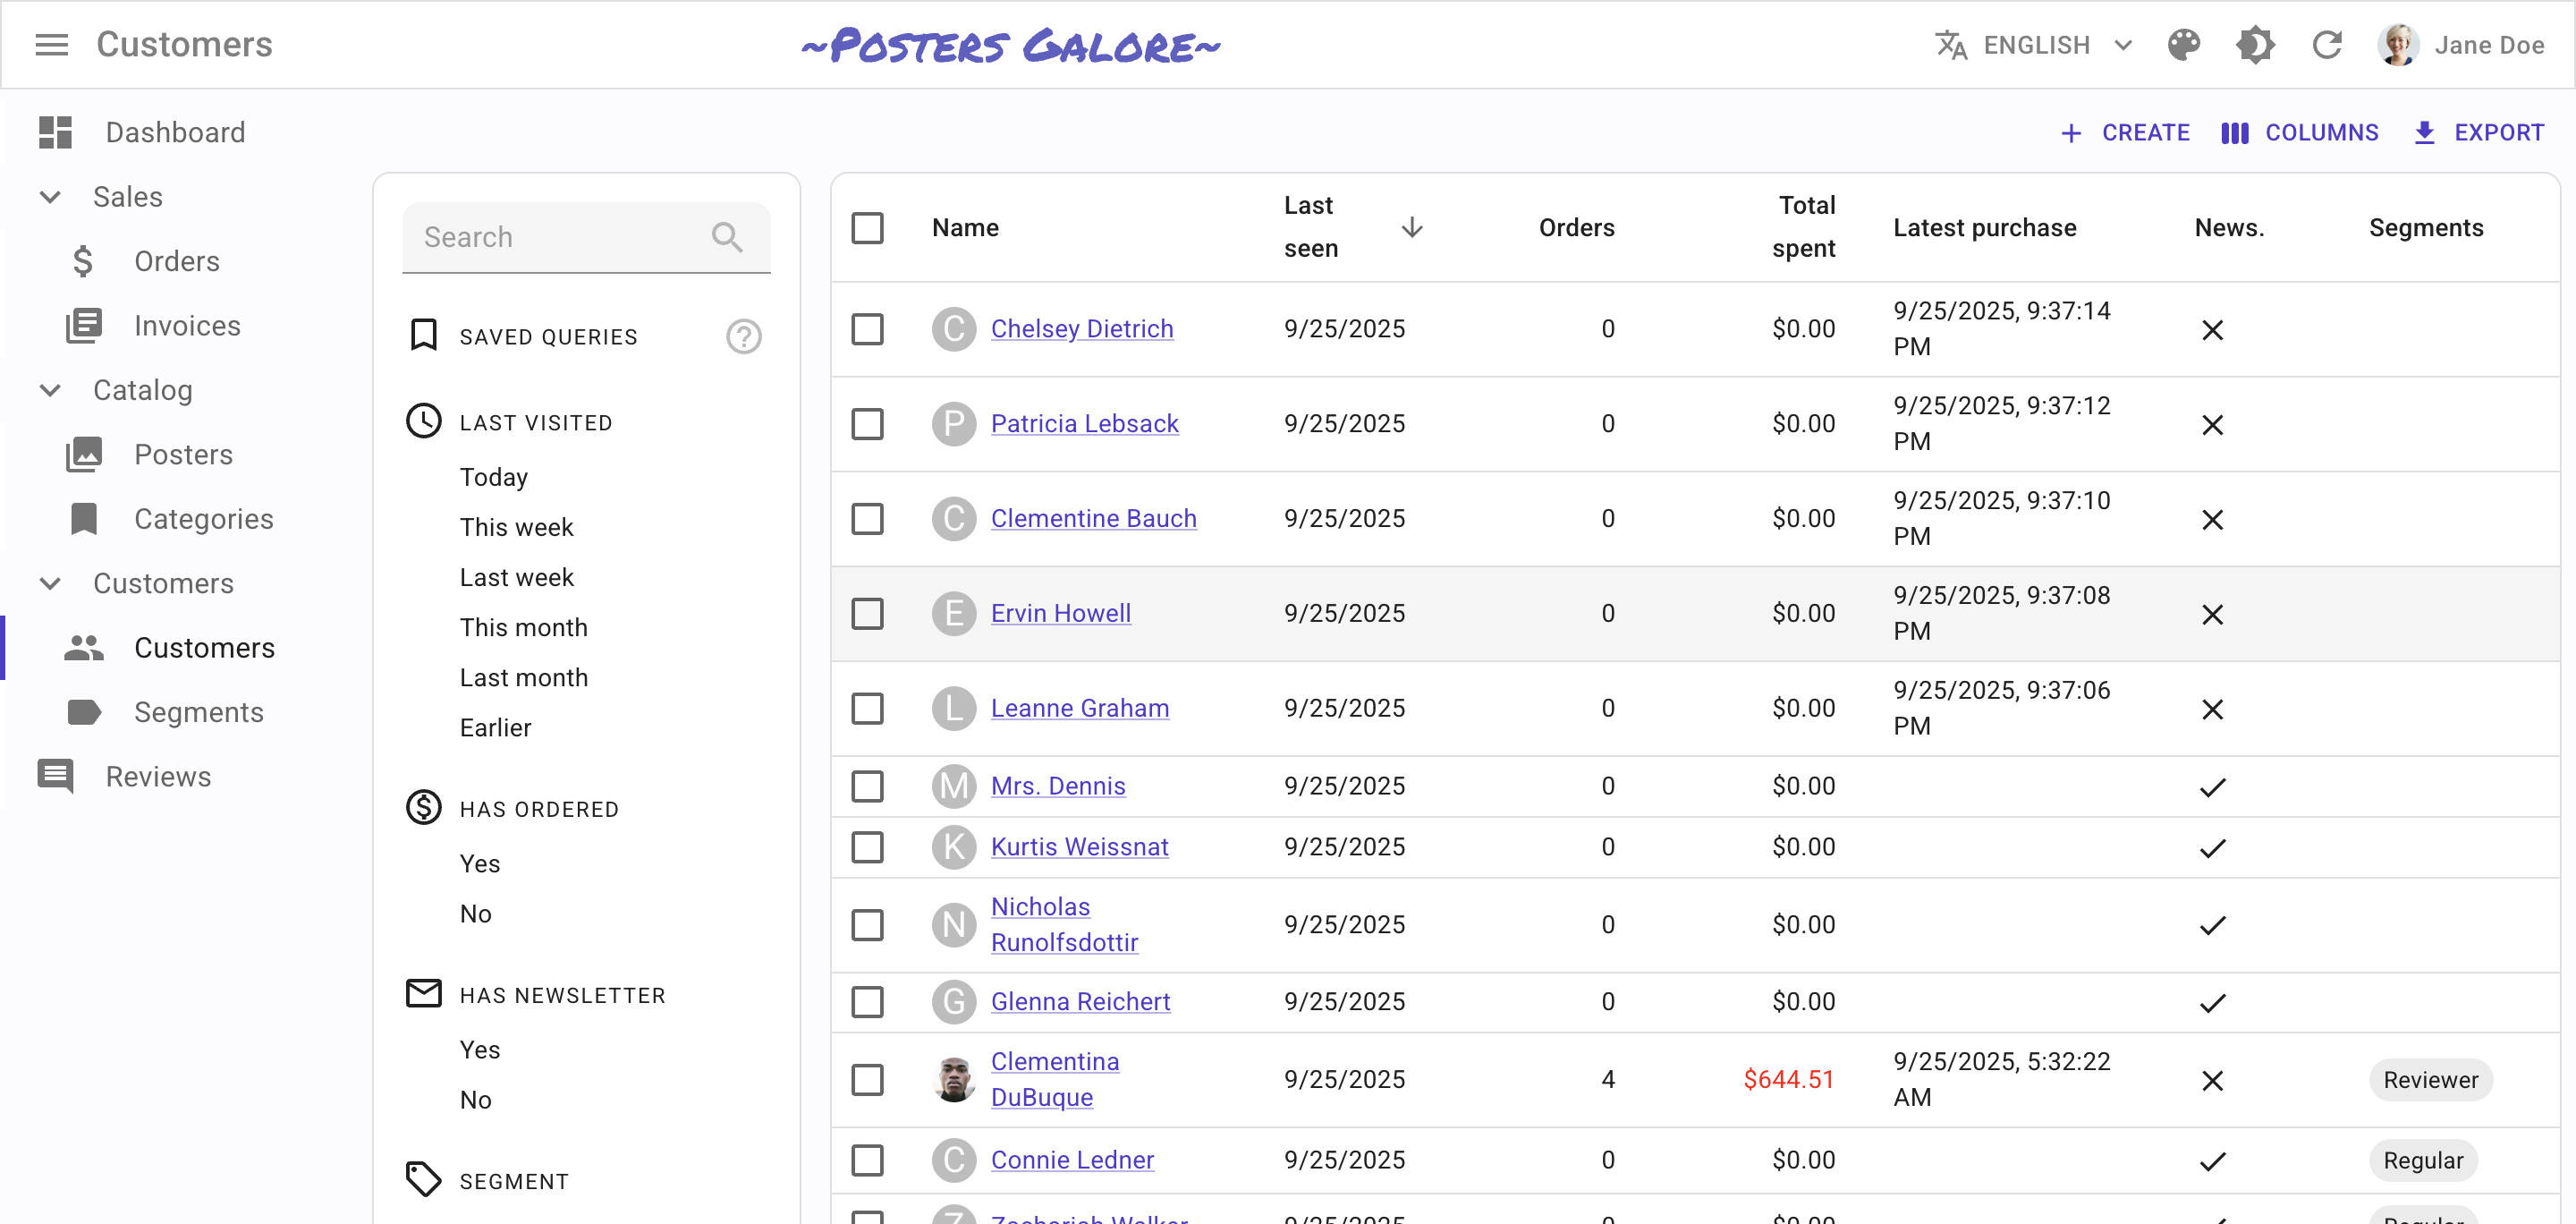 Customers
~Posters Galore~
ENGLISH
Jane Doe
Dashboard
Sales
Orders
Invoices
Catalog
Posters
Categories
Customers
Customers
Segments
Reviews
CREATE
COLUMNS
EXPORT
Search
SAVED QUERIES
?
LAST VISITED
Today
This week
Last week
This month
Last month
Earlier
HAS ORDERED
Yes
No
HAS NEWSLETTER
Yes
No
SEGMENT
Name
Last
seen
Orders
Total
spent
Latest purchase
News.
Segments
C Chelsey Dietrich 9/25/2025 0 $0.00 9/25/2025, 9:37:14
PM
P Patricia Lebsack 9/25/2025 0 $0.00 9/25/2025, 9:37:12
PM
C Clementine Bauch 9/25/2025 0 $0.00 9/25/2025, 9:37:10
PM
E Ervin Howell 9/25/2025 0 $0.00 9/25/2025, 9:37:08
PM
L Leanne Graham 9/25/2025 0 $0.00 9/25/2025, 9:37:06
PM
M Mrs. Dennis 9/25/2025 0 $0.00
K Kurtis Weissnat 9/25/2025 0 $0.00
N Nicholas
Runolfsdottir 9/25/2025 0 $0.00
G Glenna Reichert 9/25/2025 0 $0.00
Clementina
DuBuque 9/25/2025 4 $644.51 9/25/2025, 5:32:22
AM Reviewer
C Connie Ledner 9/25/2025 0 $0.00 Regular
Z Zachariah Walker 9/25/2025 0 $0.00 Regular